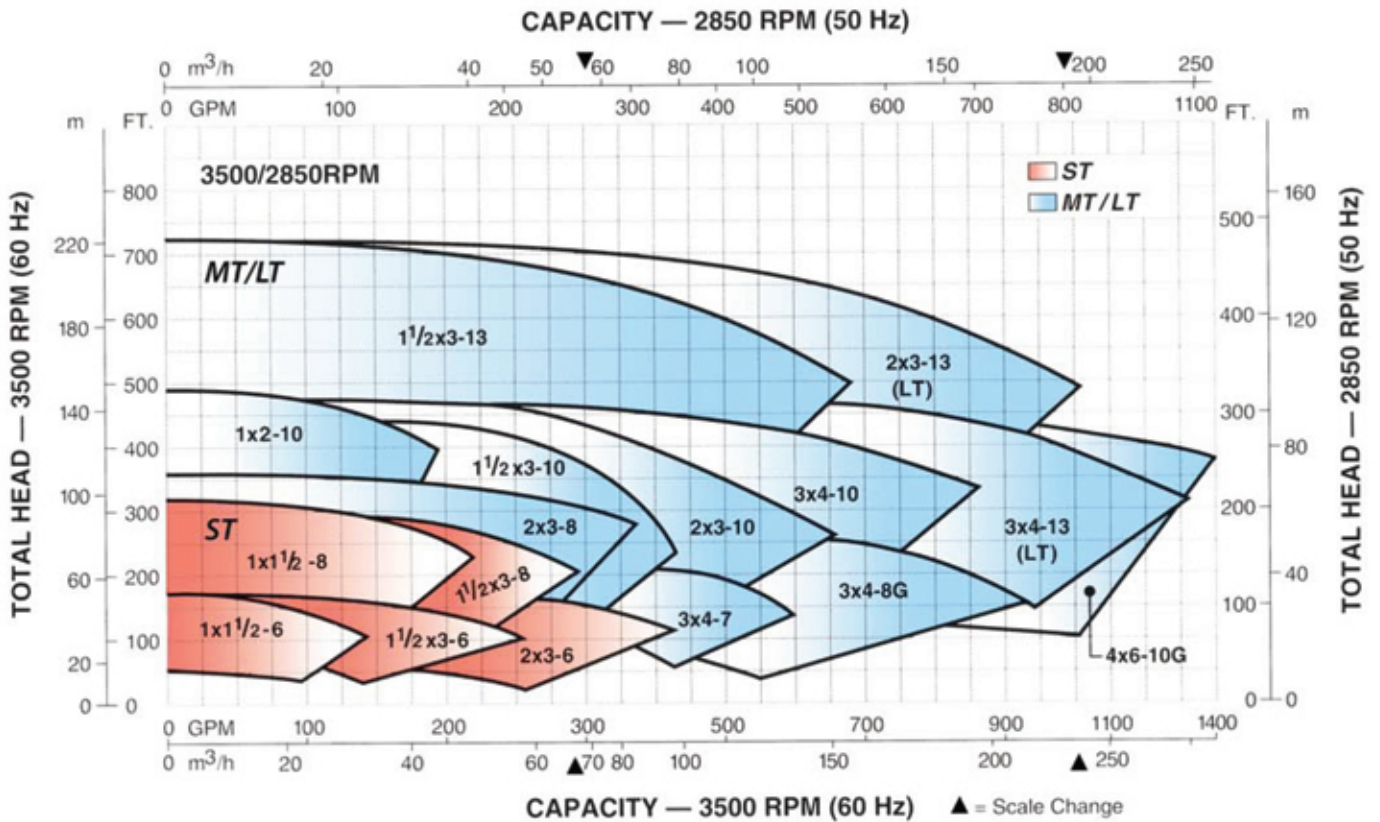 CAPACITY — 2850 RPM (50 Hz)
0 m³/h 20 40 50 ▼ 60 80 100 150 ▼ 200 250
0 GPM 100 200 300 400 500 600 700 800 1100
m FT. FT. m
3500/2850RPM
ST
MT/LT
TOTAL HEAD — 3500 RPM (60 Hz)
220 180 140 100 60 20 0
800 700 600 500 400 300 200 100 0
MT/LT
1 1/2x3-13
2x3-13
(LT)
1x2-10
1 1/2x3-10
3x4-10
2x3-8
2x3-10
3x4-13
(LT)
ST
1x1 1/2 -8
1 1/2x3-8
3x4-8G
3x4-7
1x1 1/2-6
1 1/2x3-6
2x3-6
4x6-10G
500 400 300 200 100 0
160 120 80 40 0
TOTAL HEAD — 2850 RPM (50 Hz)
0 GPM 100 200 300 500 700 900 1100 1400
0 m³/h 20 40 60 ▲ 70 80 100 150 200 ▲ 250
CAPACITY — 3500 RPM (60 Hz) ▲ = Scale Change